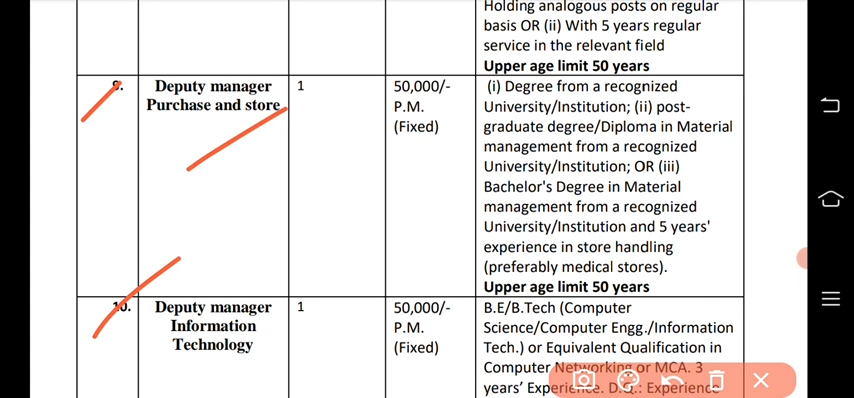 Holding analogous posts on regular
basis OR (ii) With 5 years regular
service in the relevant field
Upper age limit 50 years
9.
Deputy manager
Purchase and store
1
50,000/-
P.M.
(Fixed)
(i) Degree from a recognized
University/Institution; (ii) post-
graduate degree/Diploma in Material
management from a recognized
University/Institution; OR (iii)
Bachelor's Degree in Material
management from a recognized
University/Institution and 5 years'
experience in store handling
(preferably medical stores).
Upper age limit 50 years
10.
Deputy manager
Information
Technology
1
50,000/-
P.M.
(Fixed)
B.E/B.Tech (Computer
Science/Computer Engg./Information
Tech.) or Equivalent Qualification in
Computer Networking or MCA. 3
years' Experience. D.Q.: Experience